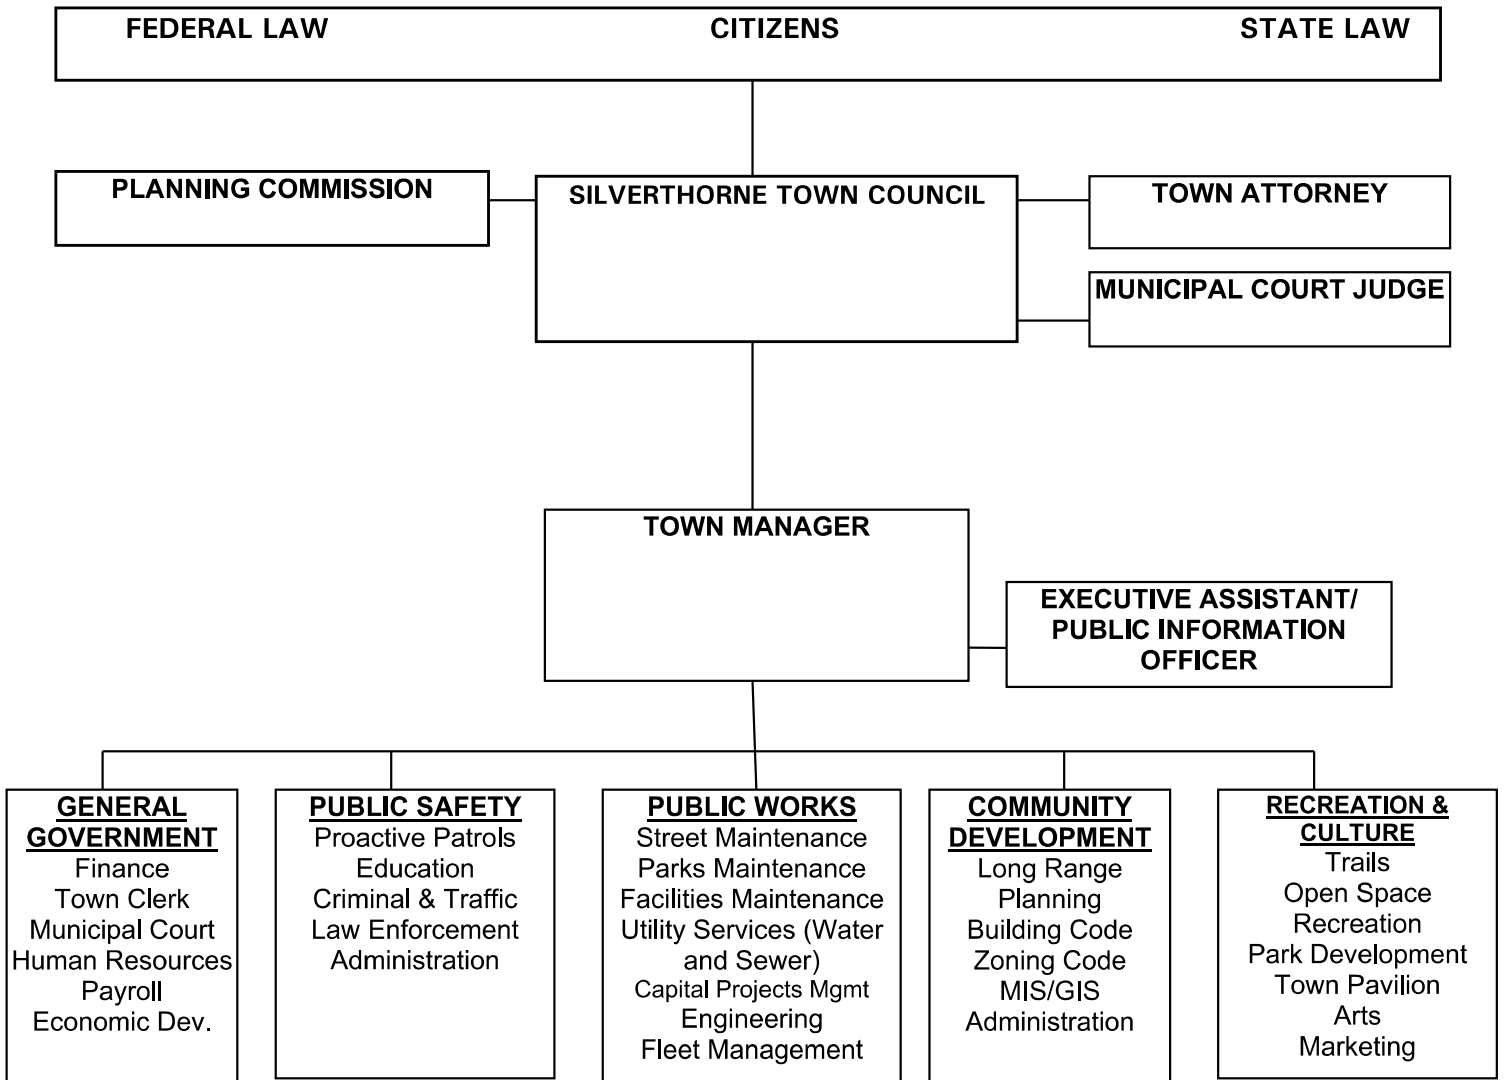 FEDERAL LAW CITIZENS STATE LAW
PLANNING COMMISSION
SILVERTHORNE TOWN COUNCIL
TOWN ATTORNEY
MUNICIPAL COURT JUDGE
TOWN MANAGER
EXECUTIVE ASSISTANT/
PUBLIC INFORMATION
OFFICER
GENERAL
GOVERNMENT
Finance
Town Clerk
Municipal Court
Human Resources
Payroll
Economic Dev.
PUBLIC SAFETY
Proactive Patrols
Education
Criminal & Traffic
Law Enforcement
Administration
PUBLIC WORKS
Street Maintenance
Parks Maintenance
Facilities Maintenance
Utility Services (Water
and Sewer)
Capital Projects Mgmt
Engineering
Fleet Management
COMMUNITY
DEVELOPMENT
Long Range
Planning
Building Code
Zoning Code
MIS/GIS
Administration
RECREATION &
CULTURE
Trails
Open Space
Recreation
Park Development
Town Pavilion
Arts
Marketing